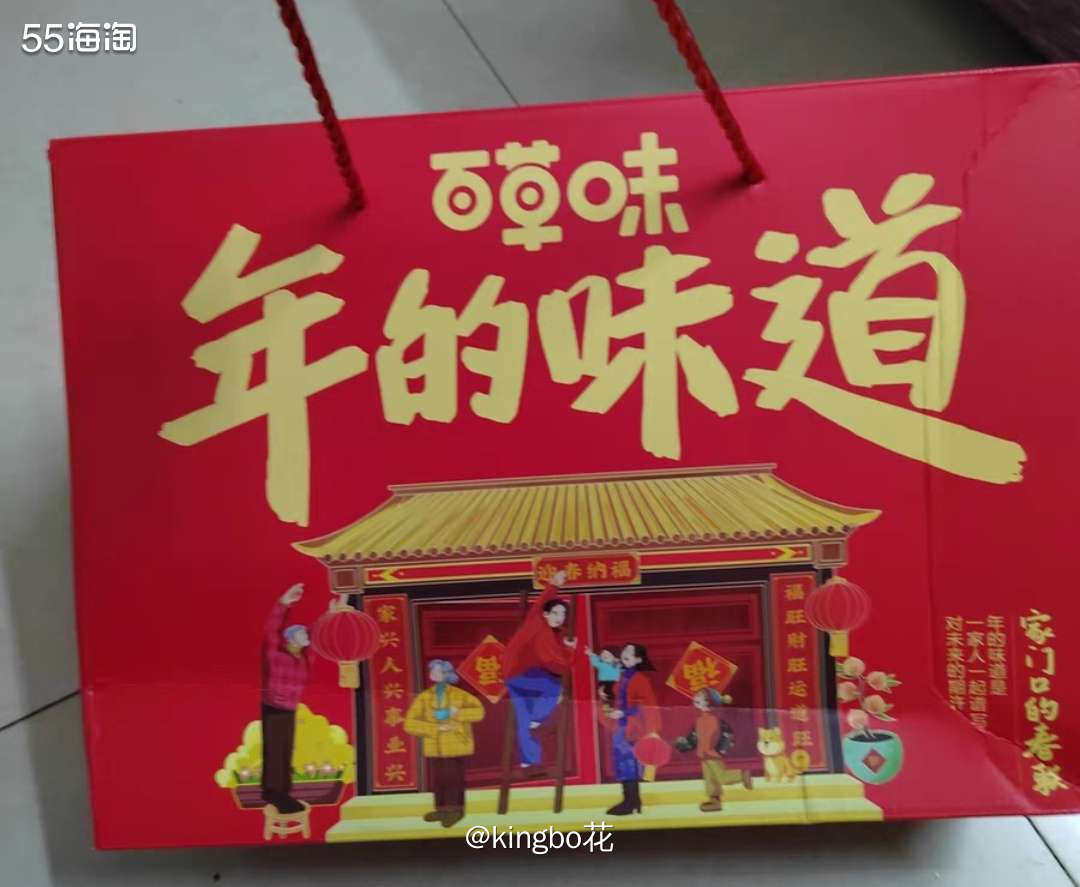 55海淘
百草味
年的味道
迎春纳福
家兴人兴事业兴
福旺财旺运道旺
福
福
家门口的春联
年的味道是
一家人一起谱写
对未来的期许
@kingbo花